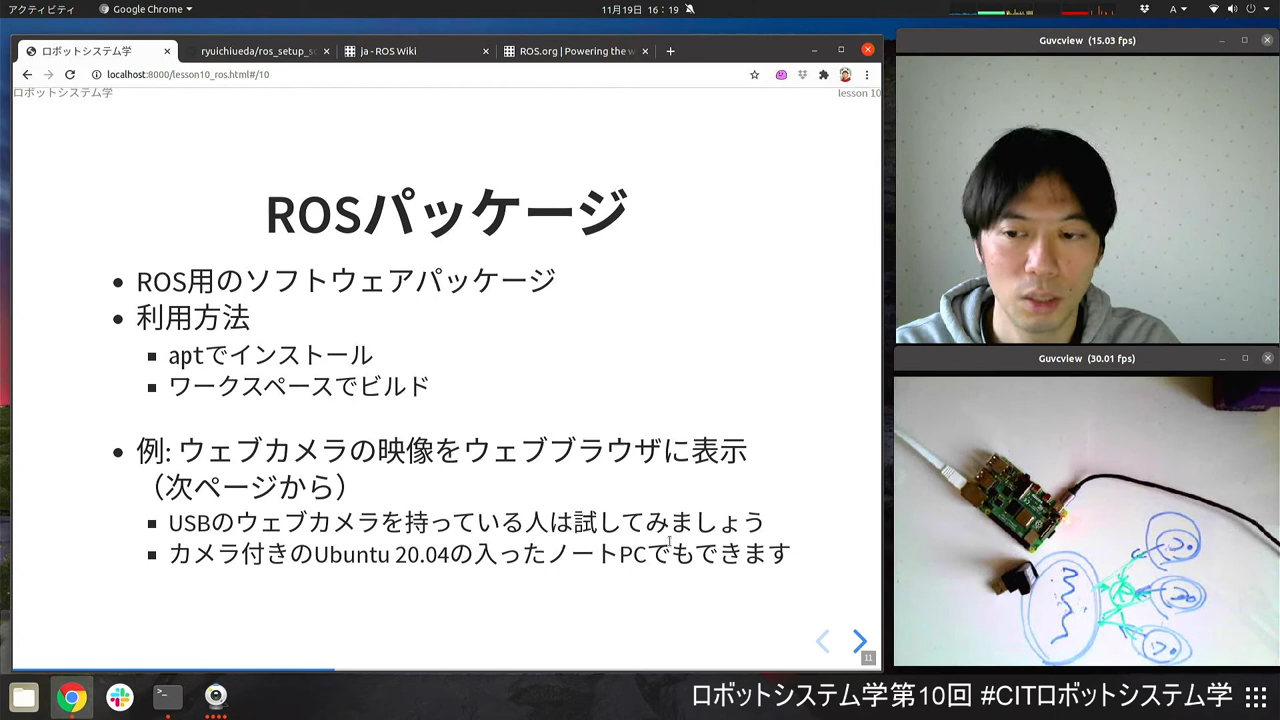 アクティビティ
Google Chrome
11月19日 16：19
A
ロボットシステム学
ryuichiueda/ros_setup_sc
ja - ROS Wiki
ROS.org | Powering the w
localhost:8000/lesson10_ros.html#/10
ロボットシステム学
lesson 10
ROSパッケージ
ROS用のソフトウェアパッケージ
利用方法
aptでインストール
ワークスペースでビルド
例: ウェブカメラの映像をウェブブラウザに表示
（次ページから）
USBのウェブカメラを持っている人は試してみましょう
カメラ付きのUbuntu 20.04の入ったノートPCでもできます
11
Guvcview (15.03 fps)
Guvcview (30.01 fps)
ロボットシステム学第10回 #CITロボットシステム学